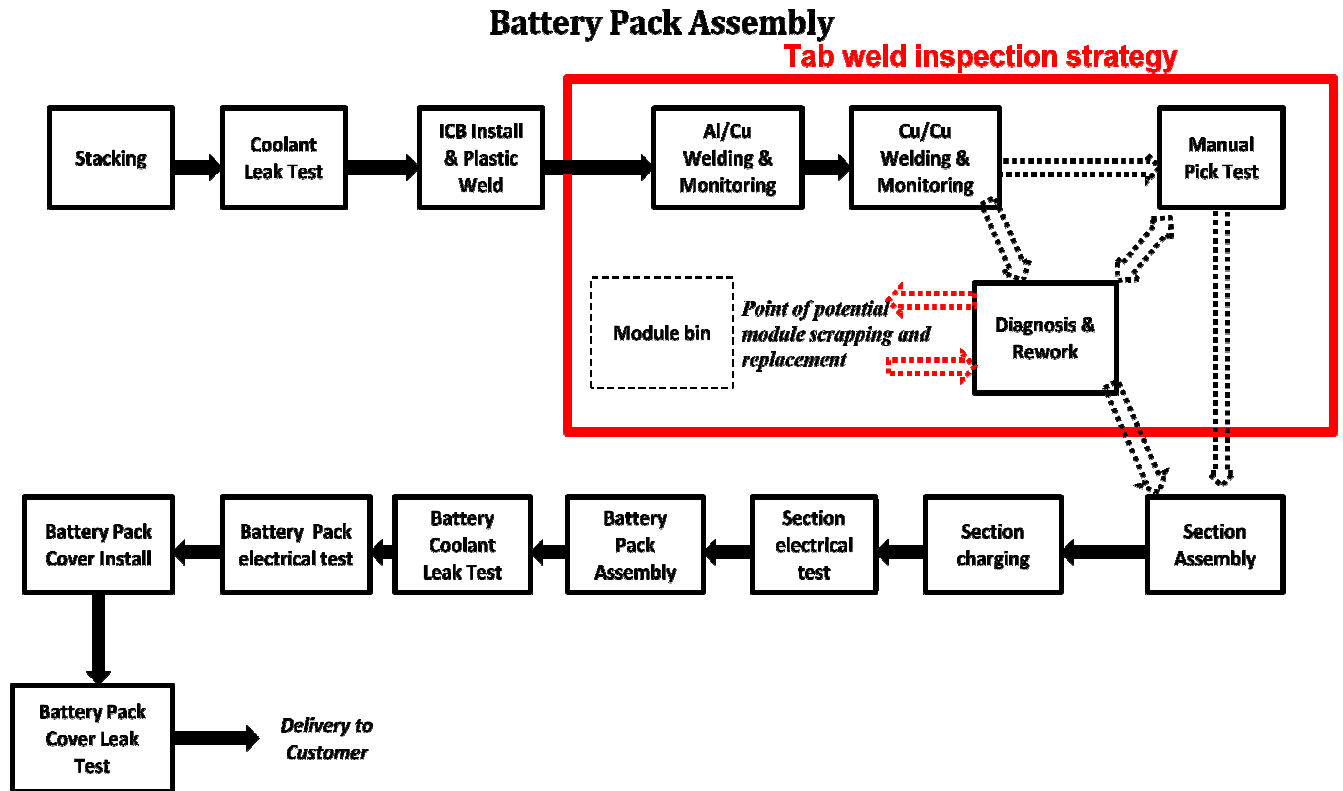 Battery Pack Assembly
Tab weld inspection strategy
Stacking
Coolant
Leak Test
ICB Install
& Plastic
Weld
Al/Cu
Welding &
Monitoring
Cu/Cu
Welding &
Monitoring
Manual
Pick Test
Module bin
Point of potential
module scrapping and
replacement
Diagnosis &
Rework
Battery Pack
Cover Install
Battery Pack
electrical test
Battery
Coolant
Leak Test
Battery
Pack
Assembly
Section
electrical
test
Section
charging
Section
Assembly
Battery Pack
Cover Leak
Test
Delivery to
Customer